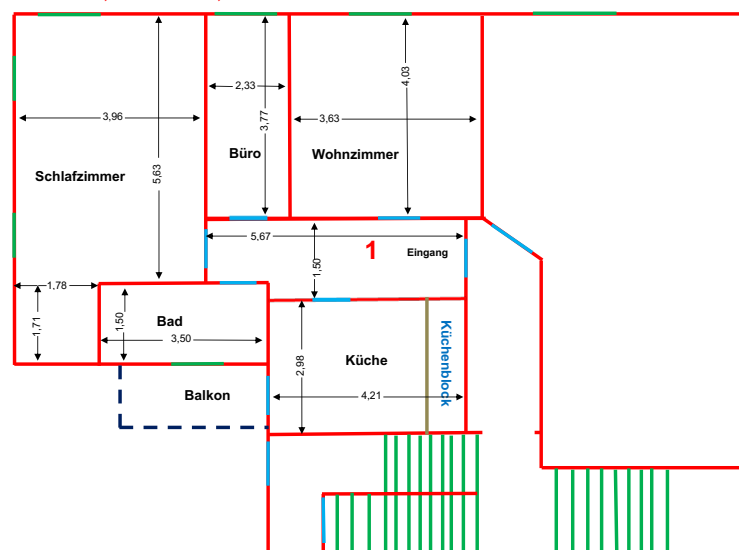 5,63
2,33
4,03
3,96
3,63
3,77
Büro
Wohnzimmer
Schlafzimmer
5,67
1
Eingang
1,50
1,78
1,71
1,50
Bad
3,50
Küchenblock
2,98
Küche
Balkon
4,21